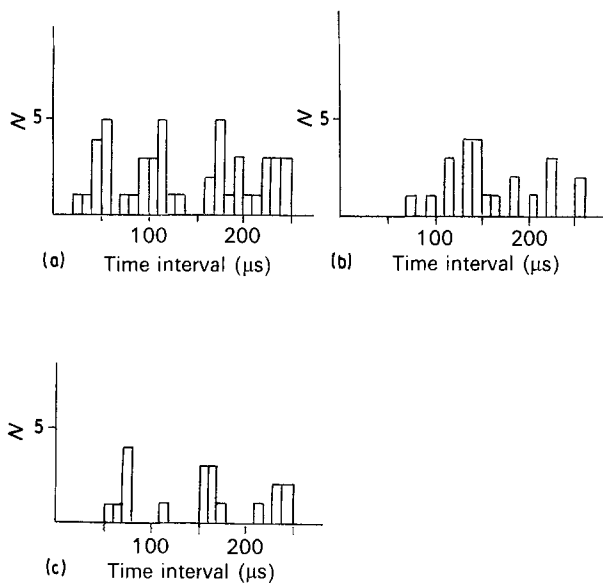 N 5
100 200
(a) Time interval (μs)
N 5
100 200
(b) Time interval (μs)
N 5
100 200
(c) Time interval (μs)